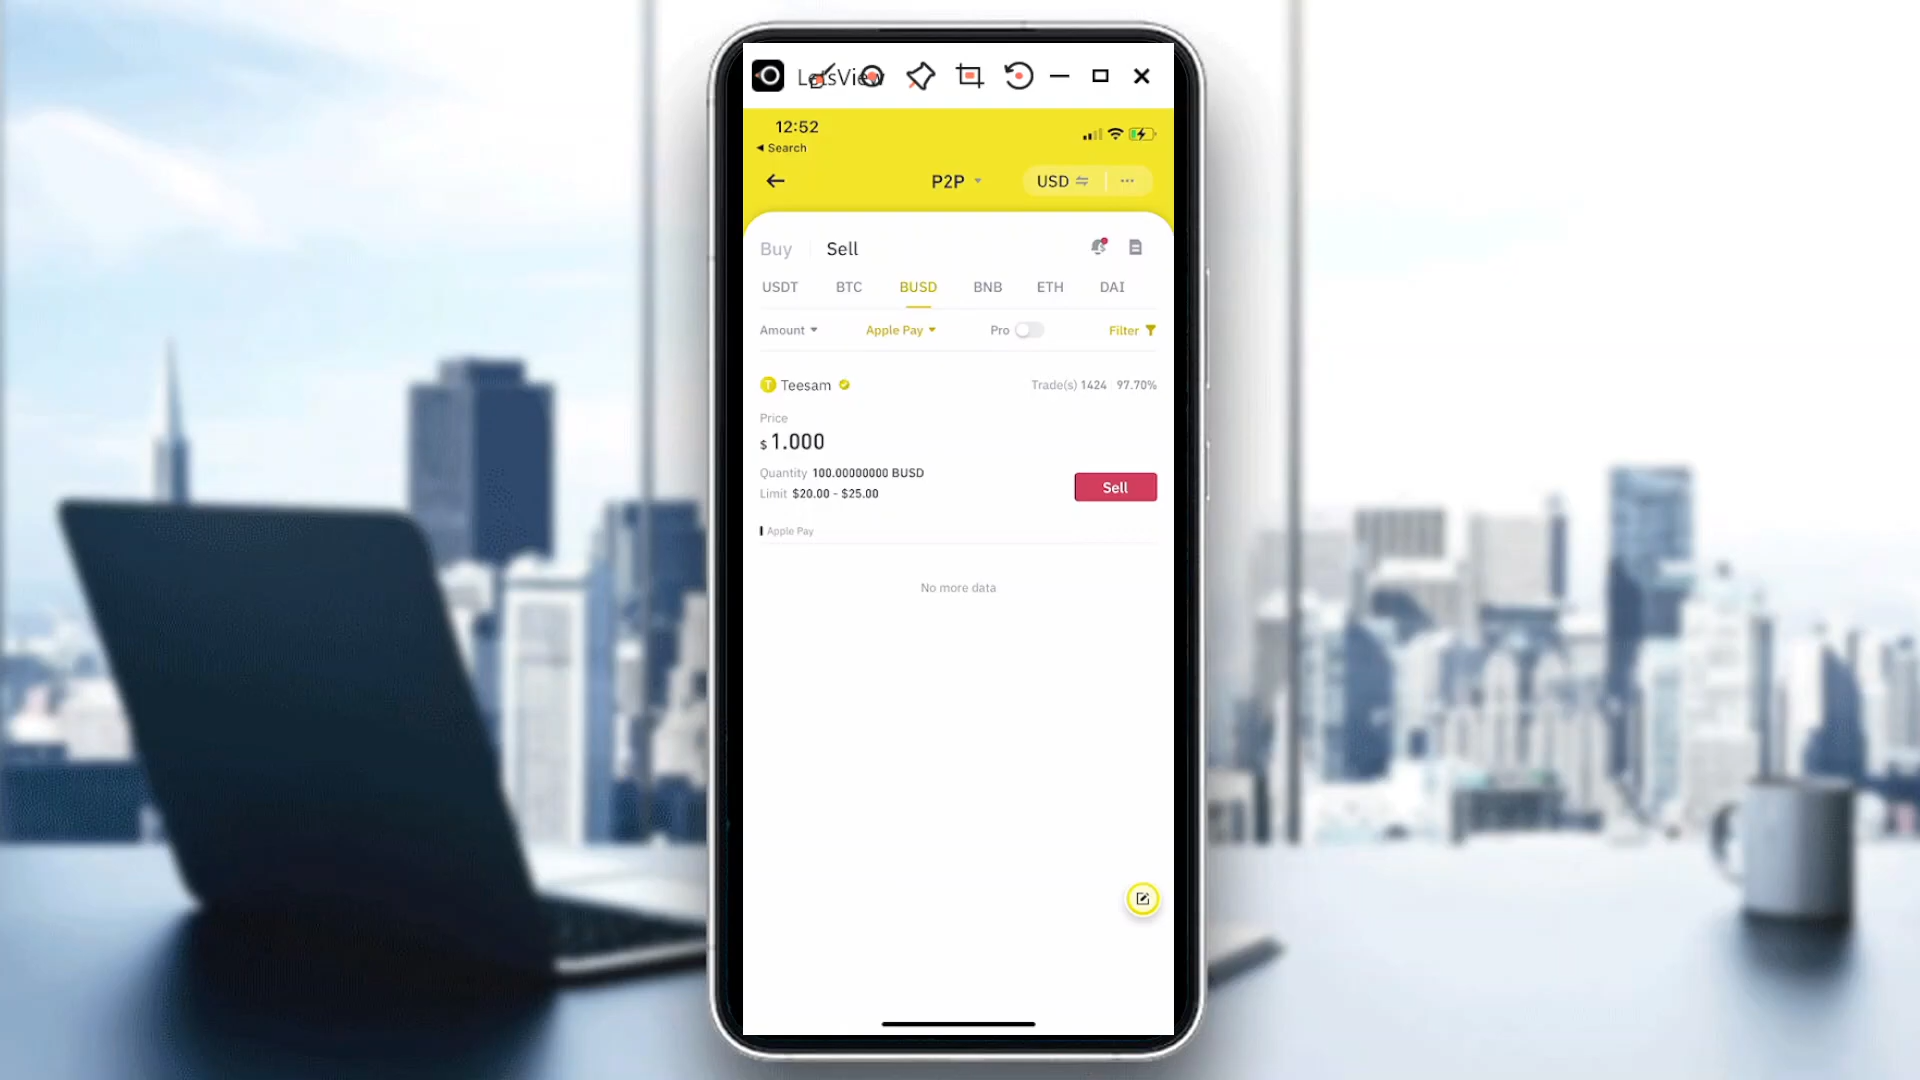 LetsView
12:52
Search
P2P USD ...
Buy Sell
USDT BTC BUSD BNB ETH DAI
Amount Apple Pay Pro Filter
T Teesam Trade(s) 1424 97.70%
Price
$ 1.000
Quantity 100.00000000 BUSD
Limit $20.00 - $25.00
Sell
Apple Pay
No more data